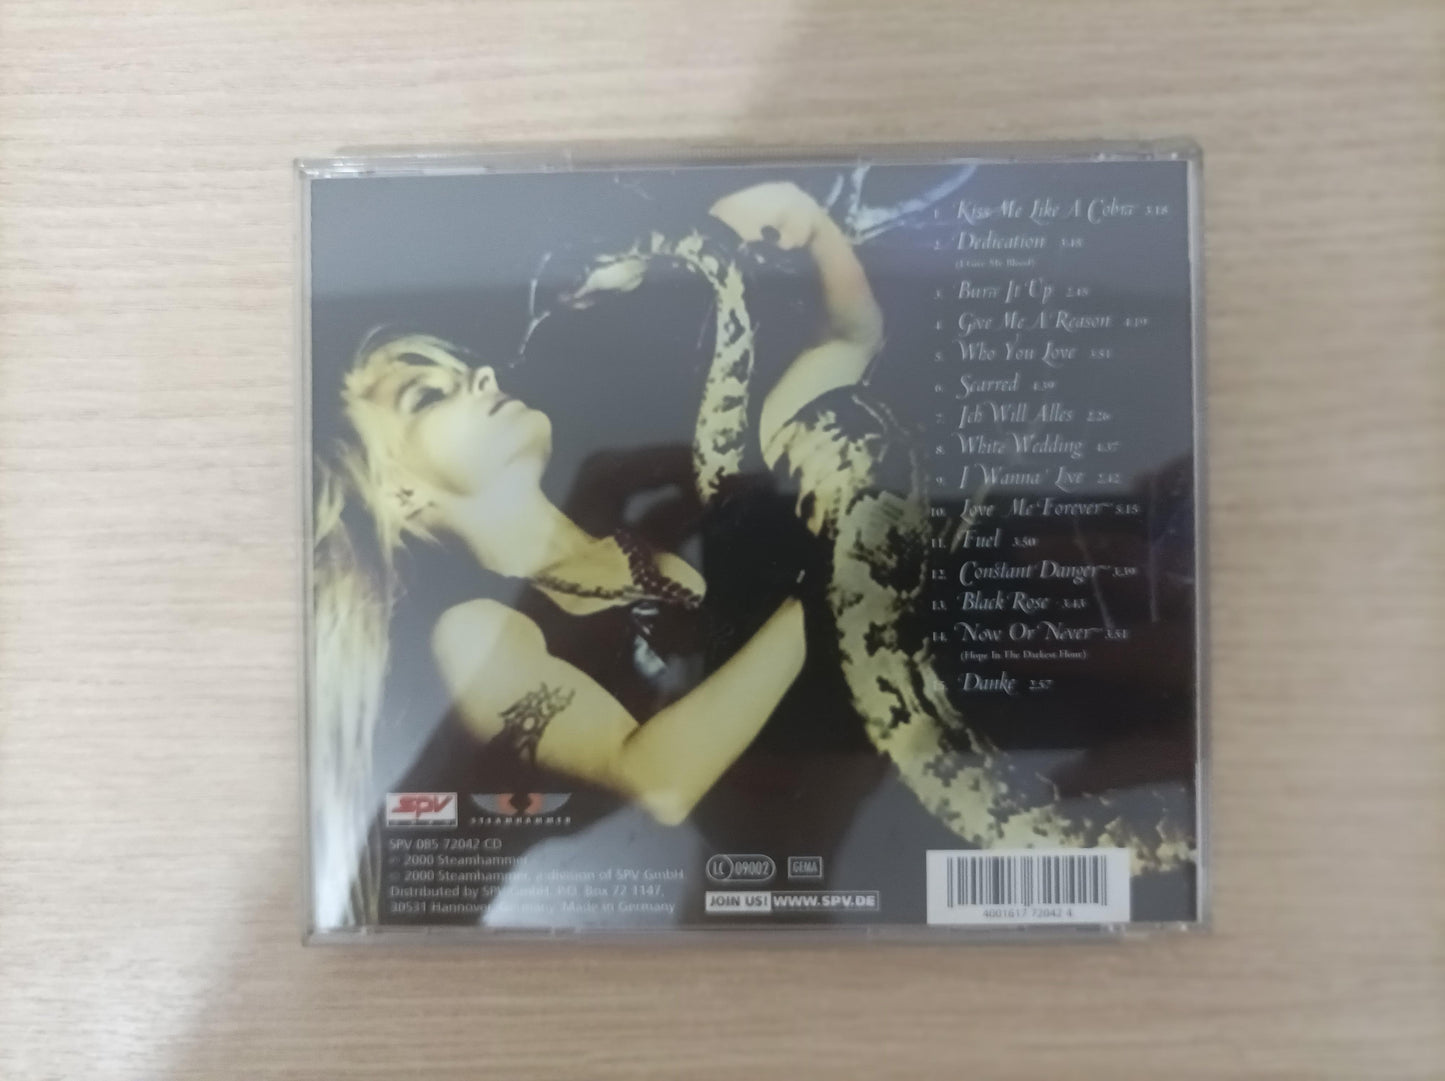 1. Kiss Me Like A Cobra 3.18
2. Dedication 3.48
(I Give My Blood)
3. Burn It Up 2.48
4. Give Me A Reason 4.19
5. Who You Love 3.51
6. Scarred 4.39
7. Ich Will Alles 2.26
8. White Wedding 4.37
9. I Wanna' Live 2.42
10. Love Me Forever 5.15
11. Fuel 3.50
12. Constant Danger 3.39
13. Black Rose 3.43
14. Now Or Never 3.51
(Hope In The Darkest Hour)
15. Danke 2.57
SPV
STEAMHAMMER
SPV 085 72042 CD
℗ 2000 Steamhammer
© 2000 Steamhammer, a division of SPV GmbH
Distributed by SPV GmbH, P.O. Box 72 1147,
30531 Hannover, Germany. Made in Germany
LC 09002
GEMA
JOIN US! WWW.SPV.DE
4001617 72042 4